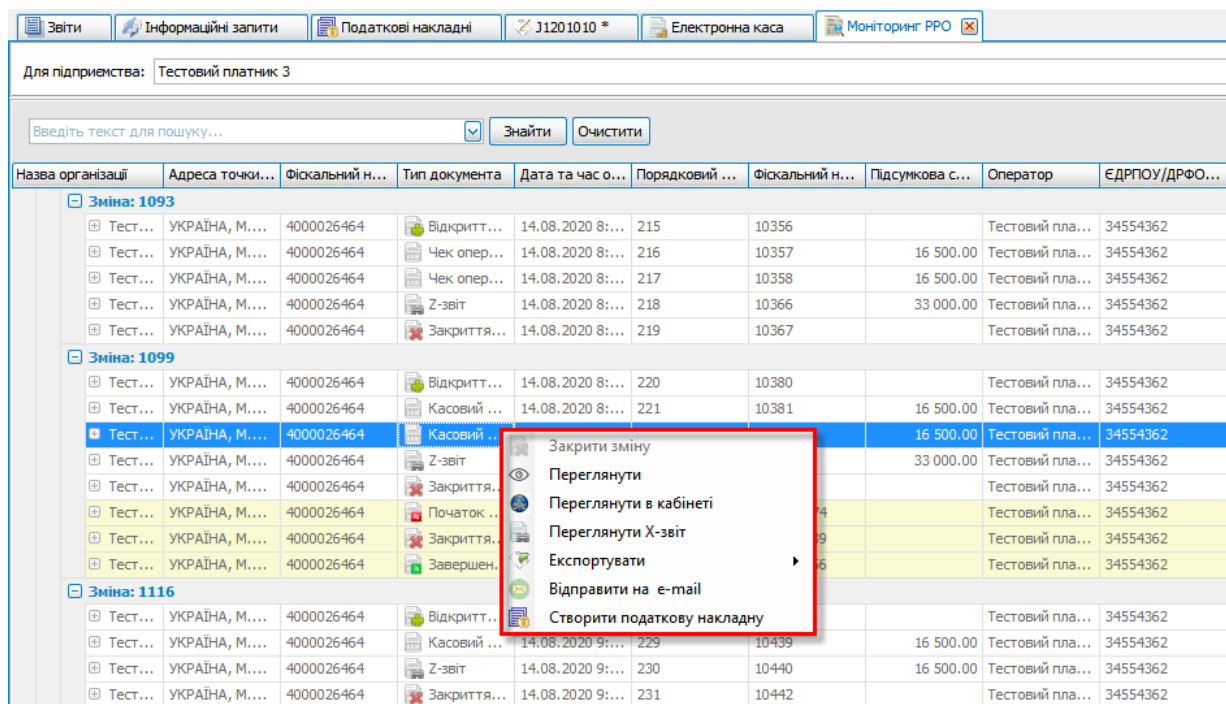 Звіти Інформаційні запити Податкові накладні J1201010 * Електронна каса Моніторинг РРО
Для підприємства: Тестовий платник 3
Введіть текст для пошуку... Знайти Очистити
Назва організації Адреса точки... Фіскальний н... Тип документа Дата та час о... Порядковий ... Фіскальний н... Підсумкова с... Оператор ЄДРПОУ/ДРФО...
Зміна: 1093
Тест... УКРАЇНА, М.... 4000026464 Відкритт... 14.08.2020 8:... 215 10356 Тестовий пла... 34554362
Тест... УКРАЇНА, М.... 4000026464 Чек опер... 14.08.2020 8:... 216 10357 16 500.00 Тестовий пла... 34554362
Тест... УКРАЇНА, М.... 4000026464 Чек опер... 14.08.2020 8:... 217 10358 16 500.00 Тестовий пла... 34554362
Тест... УКРАЇНА, М.... 4000026464 Z-звіт 14.08.2020 8:... 218 10366 33 000.00 Тестовий пла... 34554362
Тест... УКРАЇНА, М.... 4000026464 Закриття... 14.08.2020 8:... 219 10367 Тестовий пла... 34554362
Зміна: 1099
Тест... УКРАЇНА, М.... 4000026464 Відкритт... 14.08.2020 8:... 220 10380 Тестовий пла... 34554362
Тест... УКРАЇНА, М.... 4000026464 Касовий ... 14.08.2020 8:... 221 10381 16 500.00 Тестовий пла... 34554362
Тест... УКРАЇНА, М.... 4000026464 Касовий ... 16 500.00 Тестовий пла... 34554362
Закрити зміну
Тест... УКРАЇНА, М.... 4000026464 Z-звіт 33 000.00 Тестовий пла... 34554362
Переглянути
Тест... УКРАЇНА, М.... 4000026464 Закриття... Тестовий пла... 34554362
Переглянути в кабінеті
Тест... УКРАЇНА, М.... 4000026464 Початок ... 74 Тестовий пла... 34554362
Переглянути X-звіт
Тест... УКРАЇНА, М.... 4000026464 Закриття... 39 Тестовий пла... 34554362
Експортувати
Тест... УКРАЇНА, М.... 4000026464 Завершен... 56 Тестовий пла... 34554362
Відправити на e-mail
Зміна: 1116
Створити податкову накладну
Тест... УКРАЇНА, М.... 4000026464 Відкритт... Тестовий пла... 34554362
Тест... УКРАЇНА, М.... 4000026464 Касовий ... 14.08.2020 9:... 229 10439 16 500.00 Тестовий пла... 34554362
Тест... УКРАЇНА, М.... 4000026464 Z-звіт 14.08.2020 9:... 230 10440 16 500.00 Тестовий пла... 34554362
Тест... УКРАЇНА, М.... 4000026464 Закриття... 14.08.2020 9:... 231 10442 Тестовий пла... 34554362